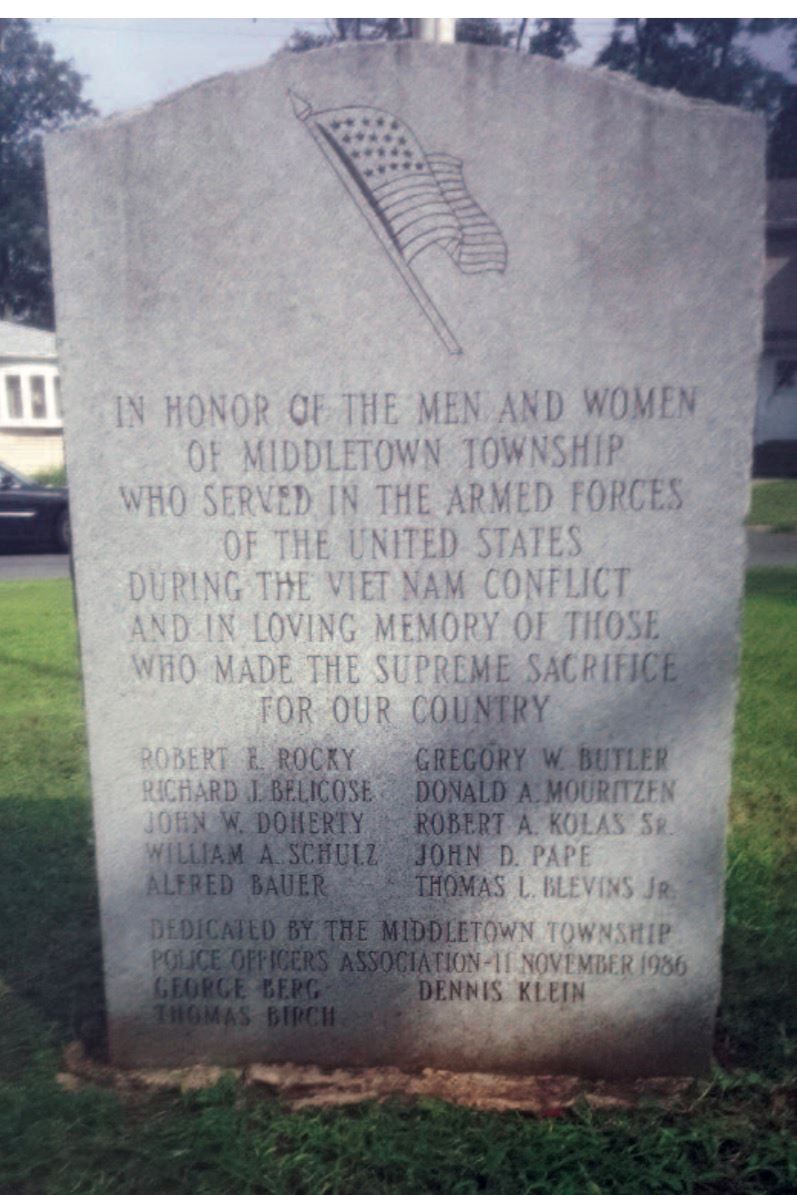 IN HONOR OF THE MEN AND WOMEN
OF MIDDLETOWN TOWNSHIP
WHO SERVED IN THE ARMED FORCES
OF THE UNITED STATES
DURING THE VIET NAM CONFLICT
AND IN LOVING MEMORY OF THOSE
WHO MADE THE SUPREME SACRIFICE
FOR OUR COUNTRY
ROBERT E. ROCKY
RICHARD J. BELICOSE
JOHN W. DOHERTY
WILLIAM A. SCHULZ
ALFRED BAUER
GREGORY W. BUTLER
DONALD A. MOURITZEN
ROBERT A. KOLAS SR.
JOHN D. PAPE
THOMAS L. BLEVINS JR.
DEDICATED BY THE MIDDLETOWN TOWNSHIP
POLICE OFFICERS ASSOCIATION-11 NOVEMBER 1986
GEORGE BERG
THOMAS BIRCH
DENNIS KLEIN